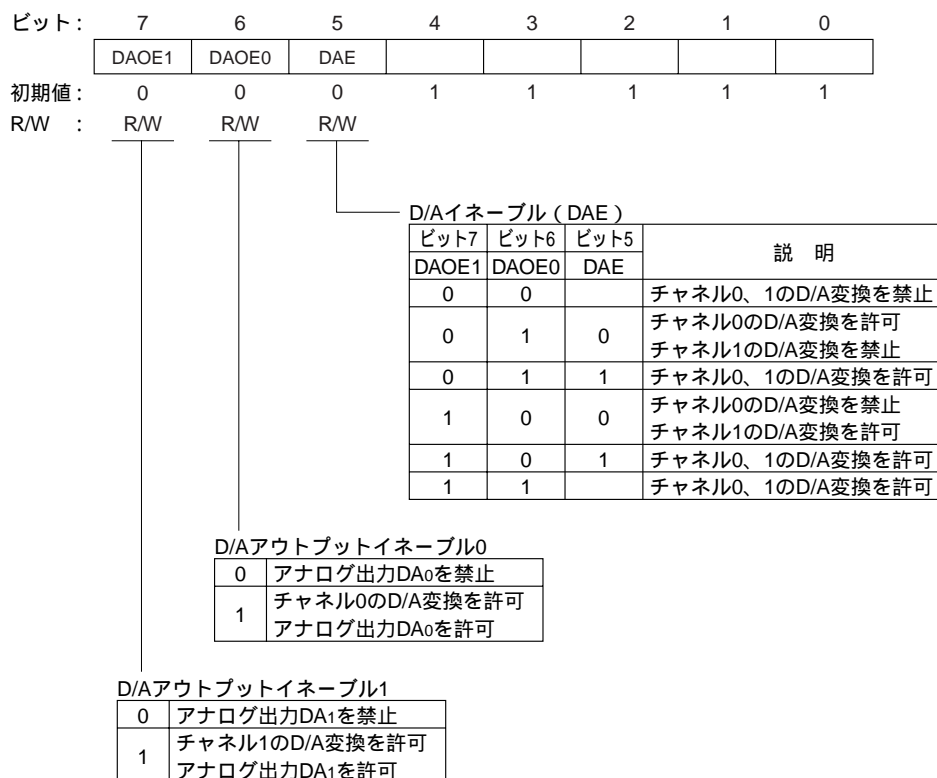 ビット : 7 6 5 4 3 2 1 0
DAOE1 DAOE0 DAE
初期値 : 0 0 0 1 1 1 1 1
R/W : R/W R/W R/W
D/Aイネーブル（DAE）
ビット7 ビット6 ビット5 説 明
DAOE1 DAOE0 DAE
0 0 チャネル0、1のD/A変換を禁止
0 1 0 チャネル0のD/A変換を許可
チャネル1のD/A変換を禁止
0 1 1 チャネル0、1のD/A変換を許可
1 0 0 チャネル0のD/A変換を禁止
チャネル1のD/A変換を許可
1 0 1 チャネル0、1のD/A変換を許可
1 1 チャネル0、1のD/A変換を許可
D/Aアウトプットイネーブル0
0 アナログ出力DA0を禁止
1 チャネル0のD/A変換を許可
アナログ出力DA0を許可
D/Aアウトプットイネーブル1
0 アナログ出力DA1を禁止
1 チャネル1のD/A変換を許可
アナログ出力DA1を許可